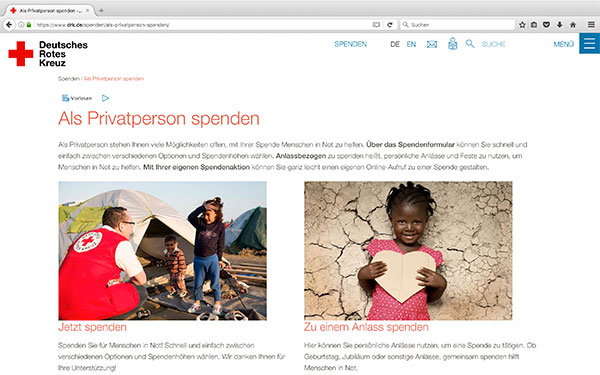 Als Privatperson spenden -...
https://www.drk.de/spenden/als-privatperson-spenden/
Suchen
Deutsches
Rotes
Kreuz
SPENDEN
DE EN
SUCHE
MENÜ
Spenden / Als Privatperson spenden
Vorlesen
Als Privatperson spenden
Als Privatperson stehen Ihnen viele Möglichkeiten offen, mit Ihrer Spende Menschen in Not zu helfen. Über das Spendenformular können Sie schnell und
einfach zwischen verschiedenen Optionen und Spendenhöhen wählen. Anlassbezogen zu spenden heißt, persönliche Anlässe und Feste zu nutzen, um
Menschen in Not zu helfen. Mit Ihrer eigenen Spendenaktion können Sie ganz leicht einen eigenen Online-Aufruf zu einer Spende gestalten.
Jetzt spenden
Spenden Sie für Menschen in Not! Schnell und einfach zwischen
verschiedenen Optionen und Spendenhöhen wählen. Wir danken Ihnen für
Ihre Unterstützung!
Zu einem Anlass spenden
Hier können Sie persönliche Anlässe nutzen, um eine Spende zu tätigen. Ob
Geburtstag, Jubiläum oder sonstige Anlässe, gemeinsam spenden hilft
Menschen in Not.